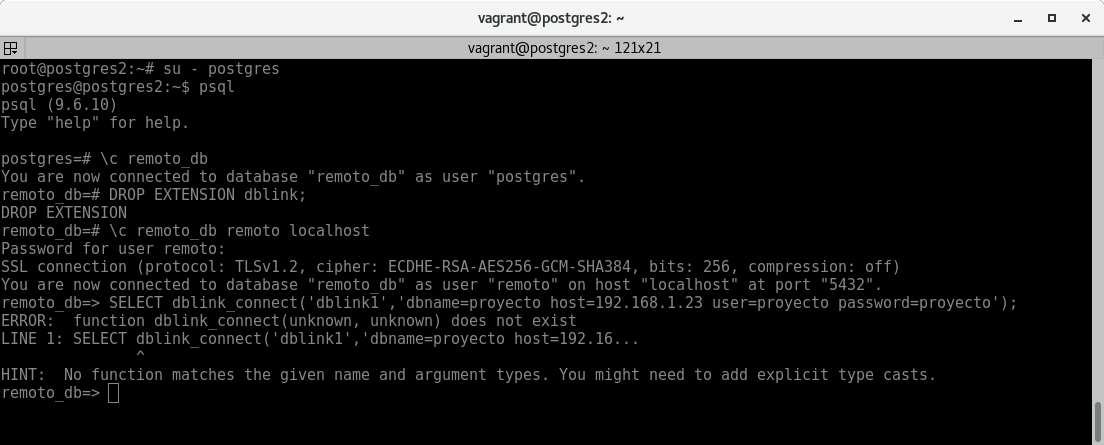 vagrant@postgres2: ~
vagrant@postgres2: ~ 121x21
root@postgres2:~# su - postgres
postgres@postgres2:~$ psql
psql (9.6.10)
Type "help" for help.
postgres=# \c remoto_db
You are now connected to database "remoto_db" as user "postgres".
remoto_db=# DROP EXTENSION dblink;
DROP EXTENSION
remoto_db=# \c remoto_db remoto localhost
Password for user remoto:
SSL connection (protocol: TLSv1.2, cipher: ECDHE-RSA-AES256-GCM-SHA384, bits: 256, compression: off)
You are now connected to database "remoto_db" as user "remoto" on host "localhost" at port "5432".
remoto_db=> SELECT dblink_connect('dblink1','dbname=proyecto host=192.168.1.23 user=proyecto password=proyecto');
ERROR:  function dblink_connect(unknown, unknown) does not exist
LINE 1: SELECT dblink_connect('dblink1','dbname=proyecto host=192.16...
               ^
HINT:  No function matches the given name and argument types. You might need to add explicit type casts.
remoto_db=>